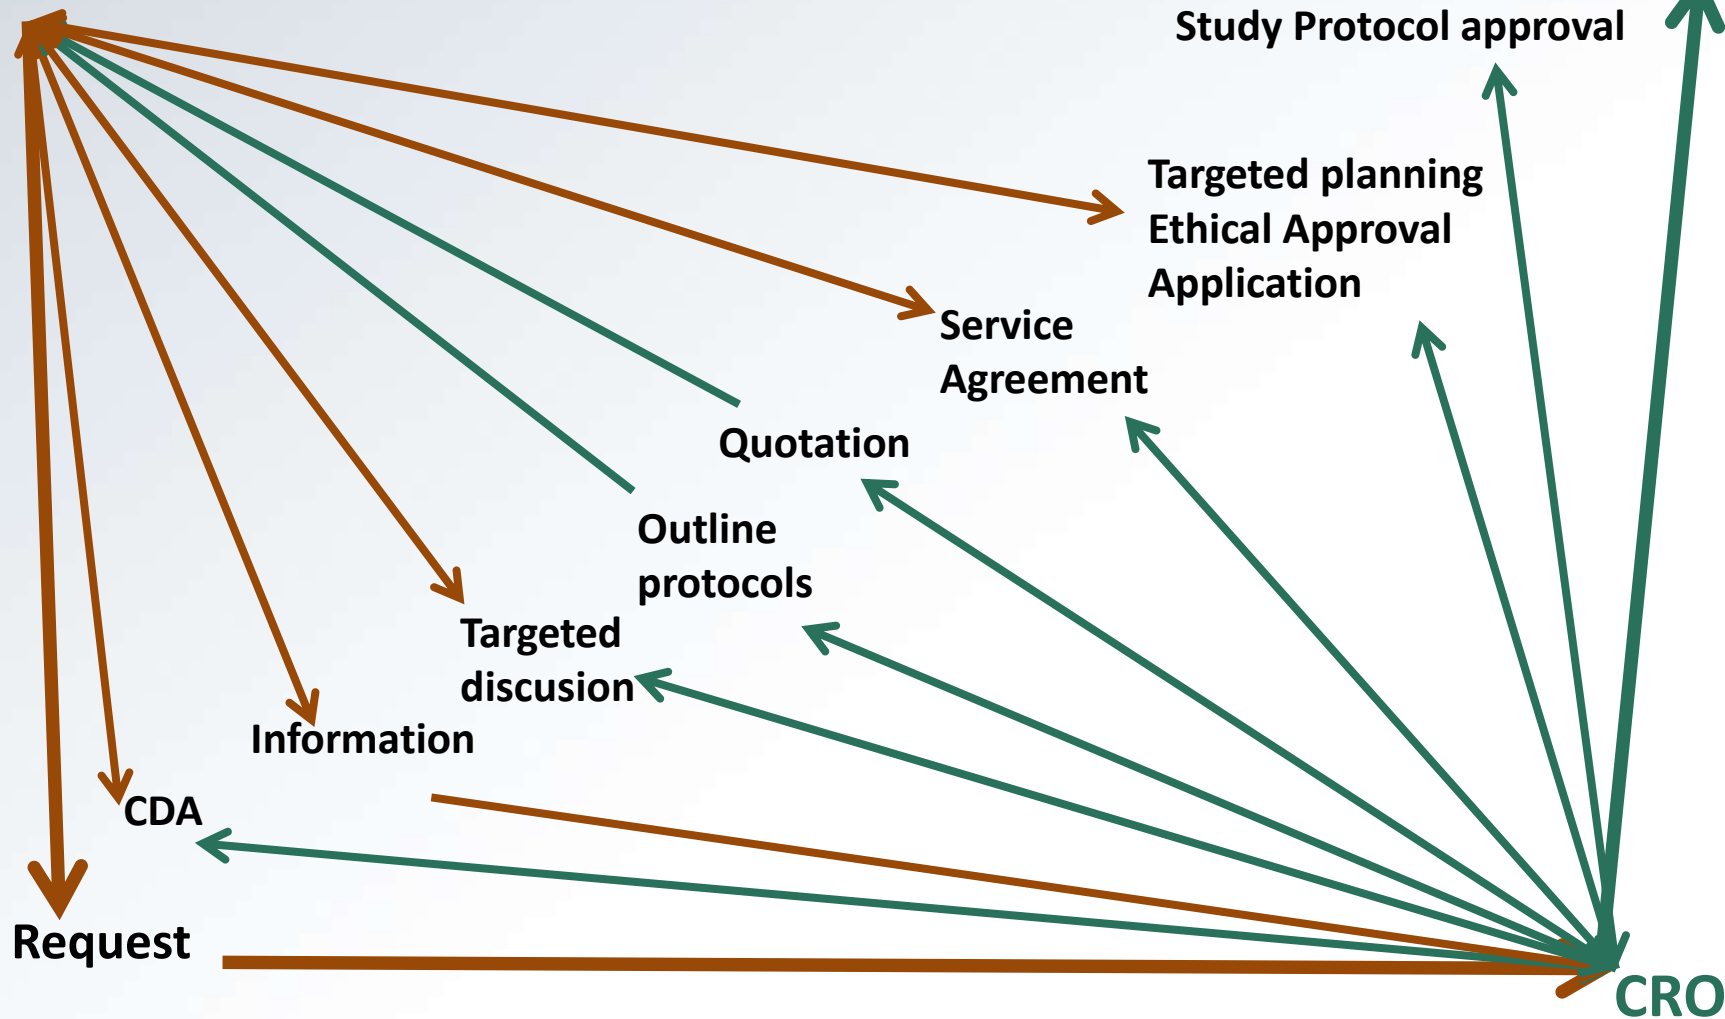 Study Protocol approval
Targeted planning
Ethical Approval
Application
Service
Agreement
Quotation
Outline
protocols
Targeted
discusion
Information
CDA
Request
CRO